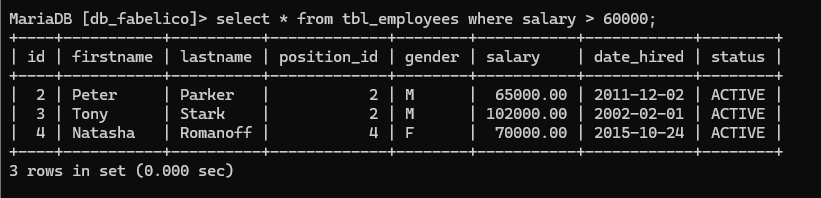 MariaDB [db_fabelico]> select * from tbl_employees where salary > 60000;
+----+-----------+----------+-------------+--------+-----------+------------+--------+
| id | firstname | lastname | position_id | gender | salary    | date_hired | status |
+----+-----------+----------+-------------+--------+-----------+------------+--------+
|  2 | Peter     | Parker   |           2 | M      |  65000.00 | 2011-12-02 | ACTIVE |
|  3 | Tony      | Stark    |           2 | M      | 102000.00 | 2002-02-01 | ACTIVE |
|  4 | Natasha   | Romanoff |           4 | F      |  70000.00 | 2015-10-24 | ACTIVE |
+----+-----------+----------+-------------+--------+-----------+------------+--------+
3 rows in set (0.000 sec)